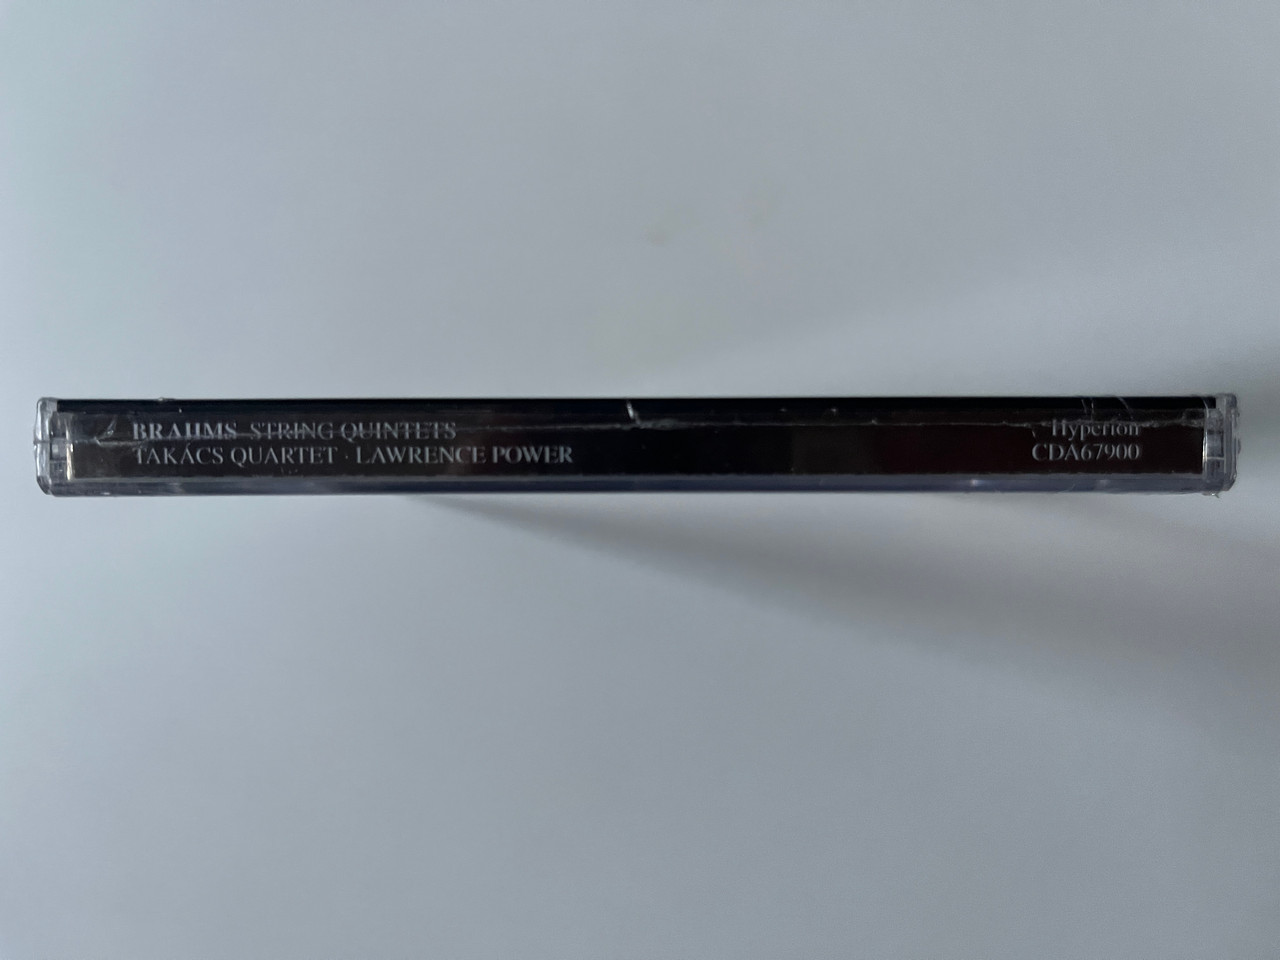 BRAHMS STRING QUINTETS
TAKÁCS QUARTET · LAWRENCE POWER
Hyperion
CDA67900